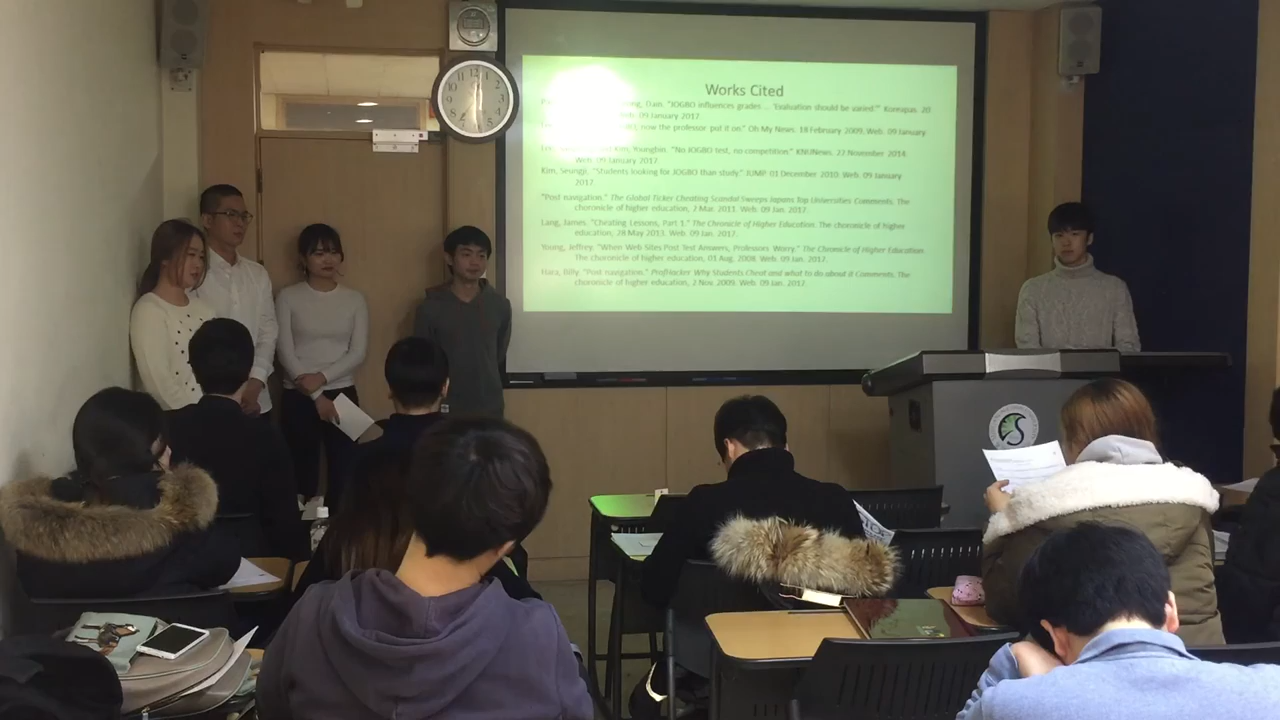 Works Cited
Dain. "JOGBO influences grades ... 'Evaluation should be varied'" Koreapas. 20
Web. 09 January 2017
now the professor put it on." Oh My News. 18 February 2009. Web. 09 January
Kim, Youngbin. "No JOGBO test, no competition." KNUNews. 22 November 2014.
Web. 09 January 2017.
Kim, Seungji. "Students looking for JOGBO than study." JUMP. 01 December 2010. Web. 09 January
2017.
"Post navigation." The Global Ticker Cheating Scandal Sweeps Japans Top Universities Comments. The
choronicle of higher education, 2 Mar. 2011. Web. 09 Jan. 2017.
Lang, James. "Cheating Lessons, Part 1." The Chronicle of Higher Education. The choronicle of higher
education, 28 May 2013. Web. 09 Jan. 2017.
Young, Jeffrey. "When Web Sites Post Test Answers, Professors Worry." The Chronicle of Higher Education.
The choronicle of higher education, 01 Aug. 2008. Web. 09 Jan. 2017.
Hara, Billy. "Post navigation." ProfHacker Why Students Cheat and what to do about it Comments. The
choronicle of higher education, 2 Nov. 2009. Web. 09 Jan. 2017.